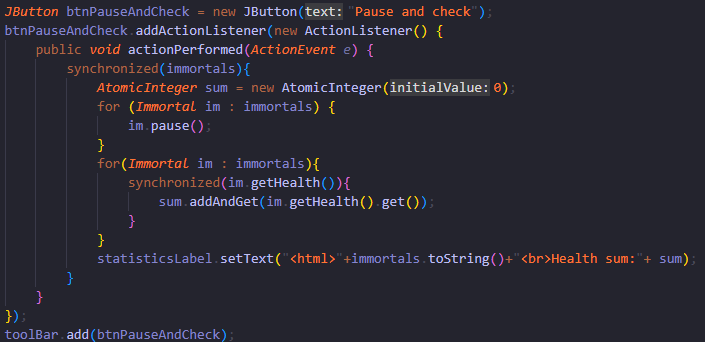 JButton btnPauseAndCheck = new JButton(text:"Pause and check");
btnPauseAndCheck.addActionListener(new ActionListener() {
public void actionPerformed(ActionEvent e) {
synchronized(immortals){
AtomicInteger sum = new AtomicInteger(initialValue:0);
for (Immortal im : immortals) {
im.pause();
}
for(Immortal im : immortals){
synchronized(im.getHealth()){
sum.addAndGet(im.getHealth().get());
}
}
statisticsLabel.setText("<html>"+immortals.toString()+"<br>Health sum:"+ sum);
}
}
});
toolBar.add(btnPauseAndCheck);